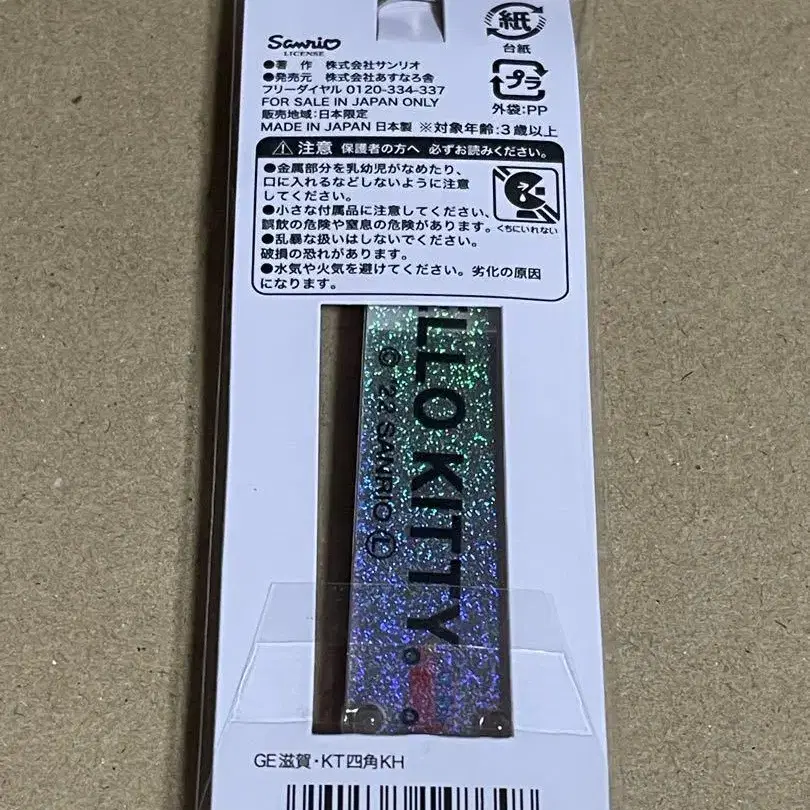 Sanrio
LICENSE
●著 作 株式会社サンリオ
●発売元 株式会社あすなろ舎
フリーダイヤル 0120-334-337
FOR SALE IN JAPAN ONLY
販売地域:日本限定
MADE IN JAPAN 日本製 ※対象年齢:3歳以上
紙
台紙
プラ
外袋:PP
注意 保護者の方へ 必ずお読みください。
●金属部分を乳幼児がなめたり、
口に入れるなどしないように注意
してください。
●小さな付属品に注意してください、
誤飲の危険や窒息の危険があります。
●乱暴な扱いはしないでください。
破損の恐れがあります。
●水気や火気を避けてください。劣化の原因
になります。
くちにいれない
LLO KITTY.
© '22 SANRIO Ⓛ
GE滋賀・KT四角KH